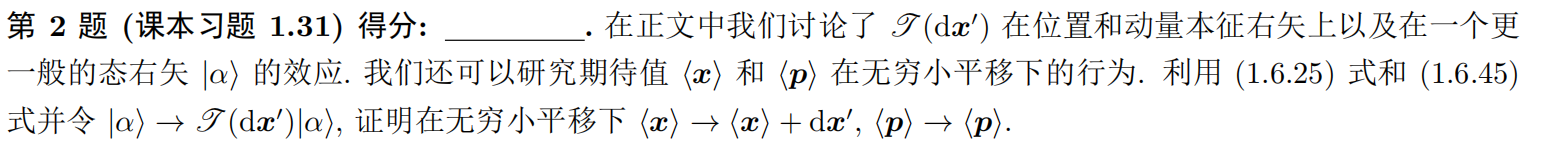 第 2 题 (课本习题 1.31) 得分: ________. 在正文中我们讨论了 𝒯(d𝒙′) 在位置和动量本征右矢上以及在一个更
一般的态右矢 |α⟩ 的效应. 我们还可以研究期待值 ⟨𝒙⟩ 和 ⟨𝒑⟩ 在无穷小平移下的行为. 利用 (1.6.25) 式和 (1.6.45)
式并令 |α⟩ → 𝒯(d𝒙′)|α⟩, 证明在无穷小平移下 ⟨𝒙⟩ → ⟨𝒙⟩ + d𝒙′, ⟨𝒑⟩ → ⟨𝒑⟩.